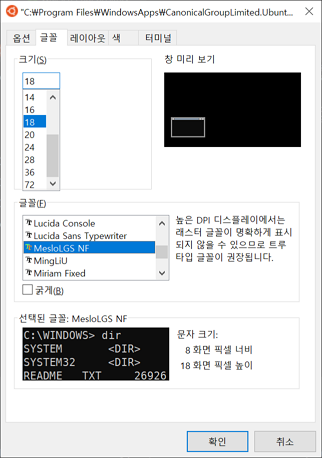 "C:₩Program Files₩WindowsApps₩CanonicalGroupLimited.Ubunt...
옵션 글꼴 레이아웃 색 터미널
크기(S)
창 미리 보기
18
14
16
18
20
24
28
36
72
글꼴(F)
Lucida Console
Lucida Sans Typewriter
MesloLGS NF
MingLiU
Miriam Fixed
높은 DPI 디스플레이에서는
래스터 글꼴이 명확하게 표시
되지 않을 수 있으므로 트루
타입 글꼴이 권장됩니다.
굵게(B)
선택된 글꼴: MesloLGS NF
C:\WINDOWS> dir
SYSTEM <DIR>
SYSTEM32 <DIR>
README TXT 26926
문자 크기:
8 화면 픽셀 너비
18 화면 픽셀 높이
확인 취소